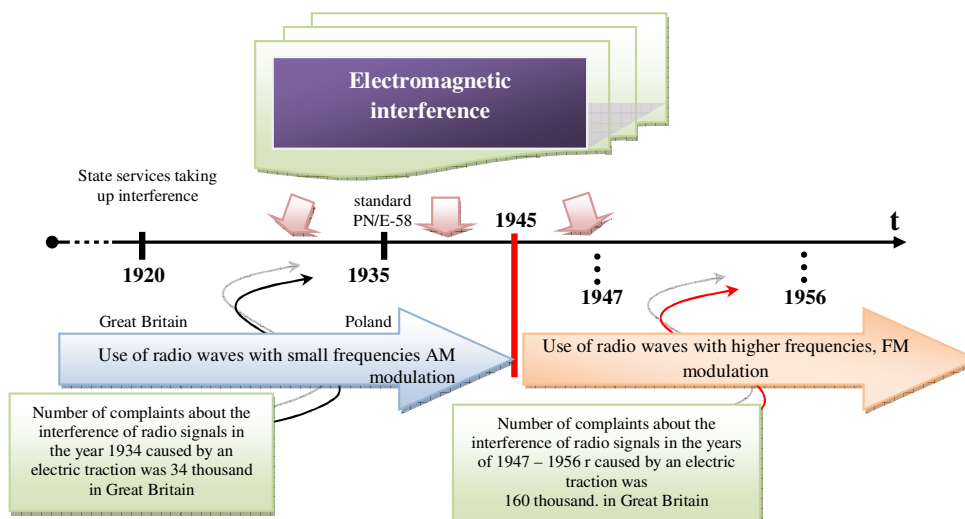 Electromagnetic
interference
State services taking
up interference
standard
PN/E-58
1945
t
1920
1935
1947
1956
Great Britain
Poland
Use of radio waves with small frequencies AM
modulation
Use of radio waves with higher frequencies, FM
modulation
Number of complaints about the
interference of radio signals in
the year 1934 caused by an
electric traction was 34 thousand
in Great Britain
Number of complaints about the
interference of radio signals in the years
of 1947 – 1956 r caused by an electric
traction was
160 thousand. in Great Britain